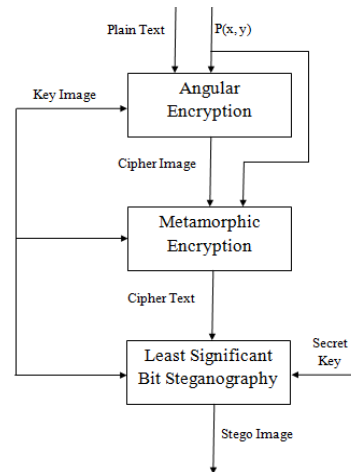 Plain Text
P(x, y)
Key Image
Angular
Encryption
Cipher Image
Metamorphic
Encryption
Cipher Text
Least Significant
Bit Steganography
Secret
Key
Stego Image